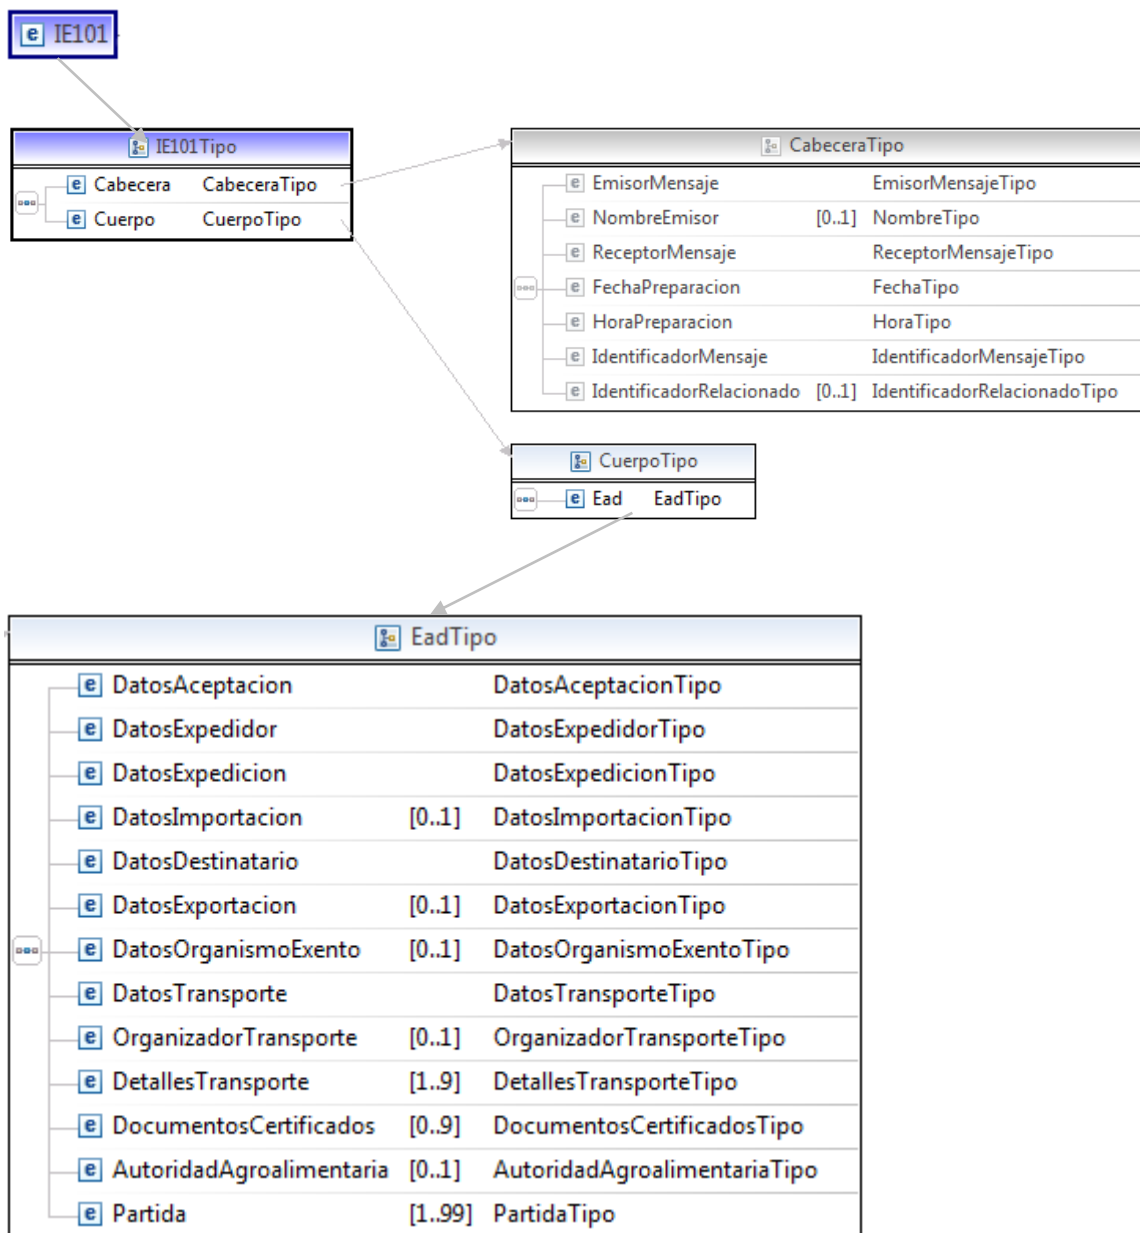 IE101
IE101Tipo
Cabecera CabeceraTipo
Cuerpo CuerpoTipo
CabeceraTipo
EmisorMensaje EmisorMensajeTipo
NombreEmisor [0..1] NombreTipo
ReceptorMensaje ReceptorMensajeTipo
FechaPreparacion FechaTipo
HoraPreparacion HoraTipo
IdentificadorMensaje IdentificadorMensajeTipo
IdentificadorRelacionado [0..1] IdentificadorRelacionadoTipo
CuerpoTipo
Ead EadTipo
EadTipo
DatosAceptacion DatosAceptacionTipo
DatosExpedidor DatosExpedidorTipo
DatosExpedicion DatosExpedicionTipo
DatosImportacion [0..1] DatosImportacionTipo
DatosDestinatario DatosDestinatarioTipo
DatosExportacion [0..1] DatosExportacionTipo
DatosOrganismoExento [0..1] DatosOrganismoExentoTipo
DatosTransporte DatosTransporteTipo
OrganizadorTransporte [0..1] OrganizadorTransporteTipo
DetallesTransporte [1..9] DetallesTransporteTipo
DocumentosCertificados [0..9] DocumentosCertificadosTipo
AutoridadAgroalimentaria [0..1] AutoridadAgroalimentariaTipo
Partida [1..99] PartidaTipo